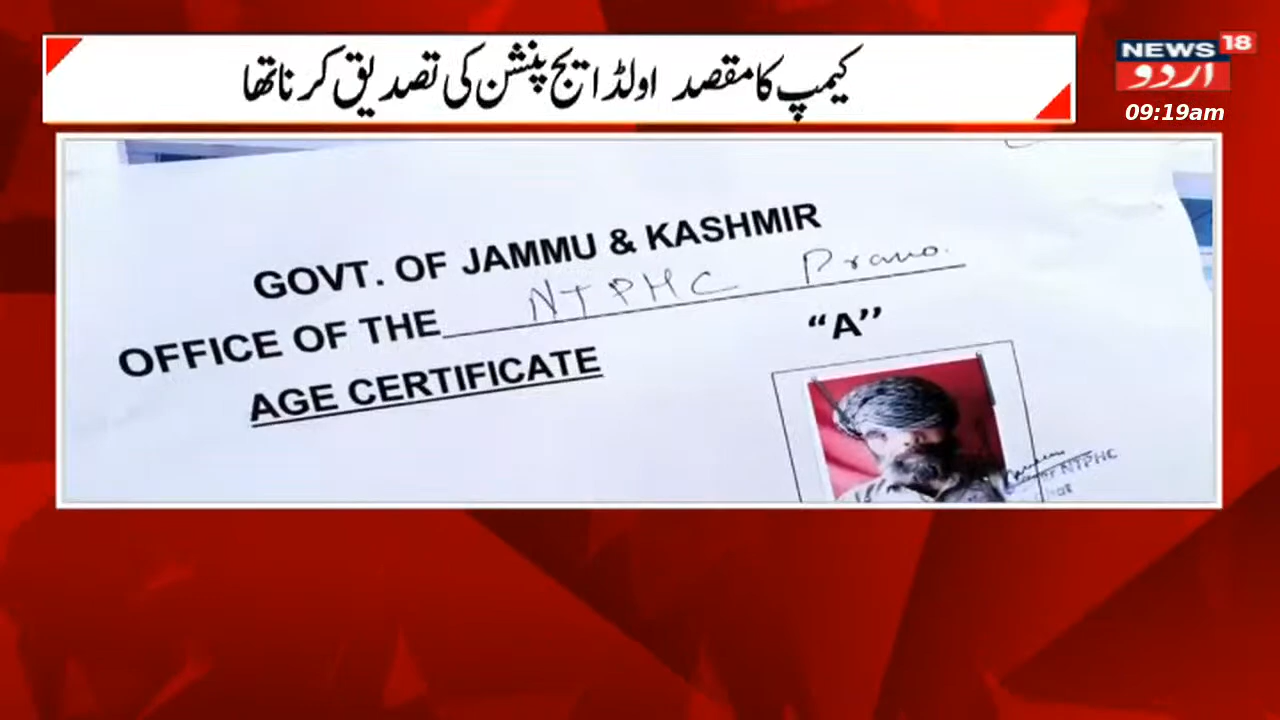 کیمپ کا مقصد اولڈ ایج پنشن کی تصدیق کرنا تھا
NEWS 18
اردو
09:19am
GOVT. OF JAMMU & KASHMIR
OFFICE OF THE NTPHC
AGE CERTIFICATE
“A”
NTPHC